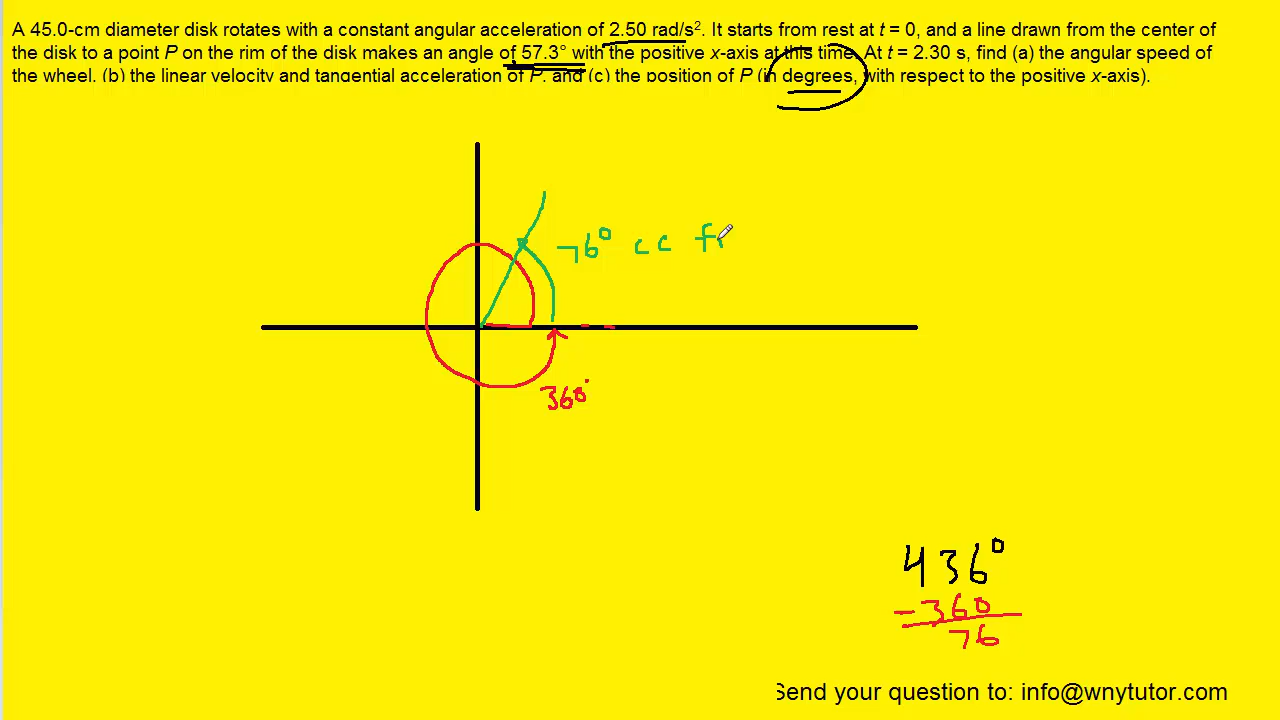 A 45.0-cm diameter disk rotates with a constant angular acceleration of 2.50 rad/s². It starts from rest at t = 0, and a line drawn from the center of
the disk to a point P on the rim of the disk makes an angle of 57.3° with the positive x-axis at this time. At t = 2.30 s, find (a) the angular speed of
the wheel, (b) the linear velocity and tangential acceleration of P, and (c) the position of P (in degrees, with respect to the positive x-axis).
76° cc fr
360°
436°
-360
76
Send your question to: info@wnytutor.com